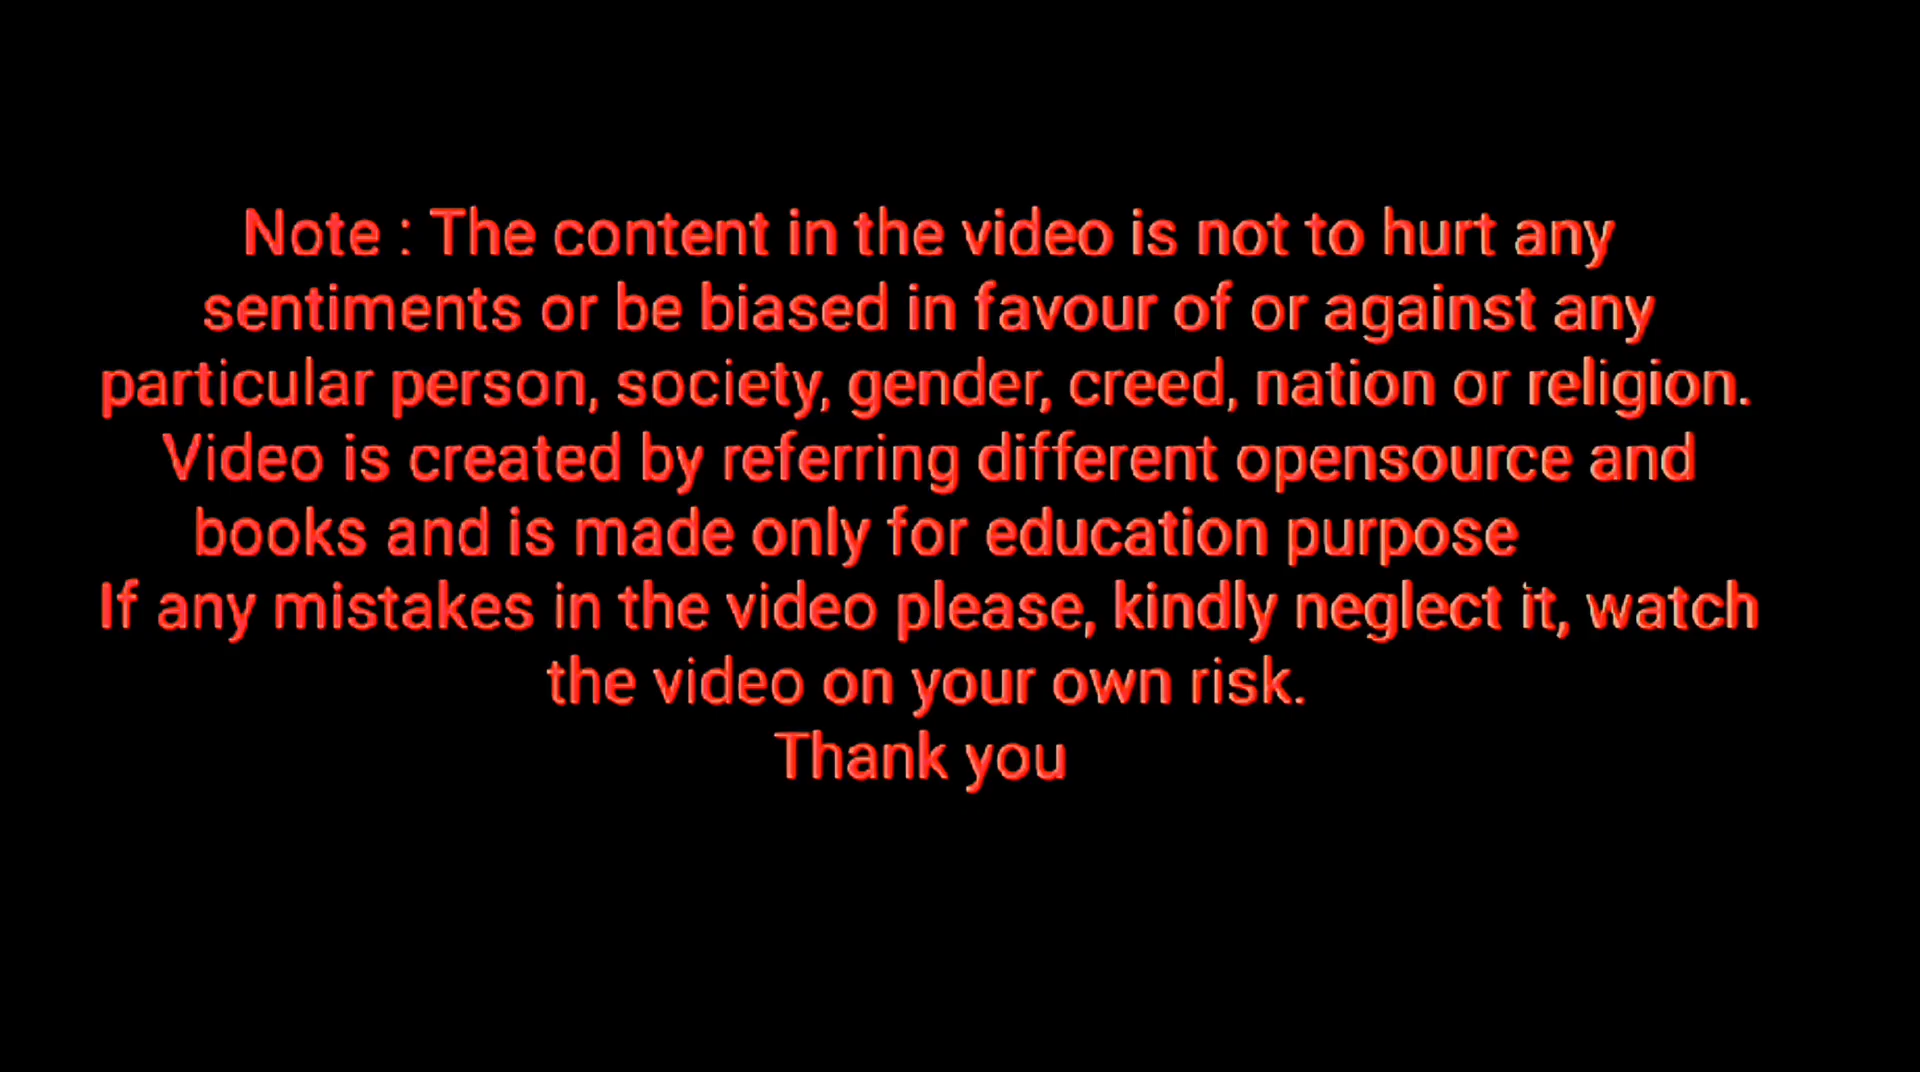 Note : The content in the video is not to hurt any
sentiments or be biased in favour of or against any
particular person, society, gender, creed, nation or religion.
Video is created by referring different opensource and
books and is made only for education purpose
If any mistakes in the video please, kindly neglect it, watch
the video on your own risk.
Thank you